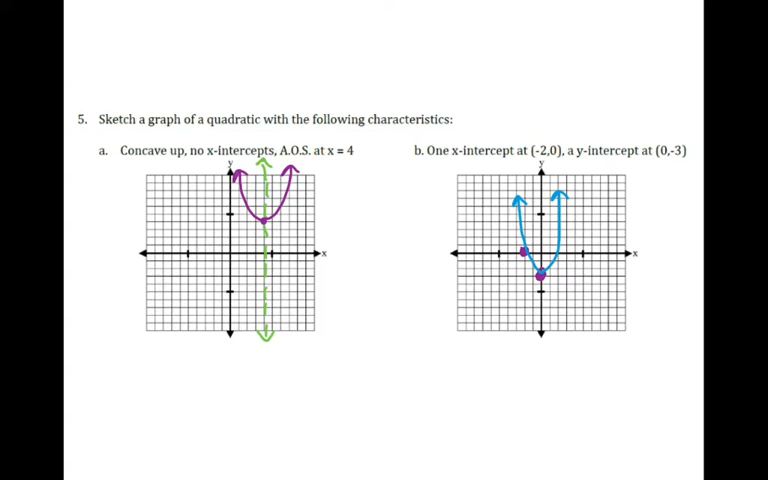 5. Sketch a graph of a quadratic with the following characteristics:
a. Concave up, no x-intercepts, A.O.S. at x = 4
b. One x-intercept at (-2,0), a y-intercept at (0,-3)
y
x
y
x